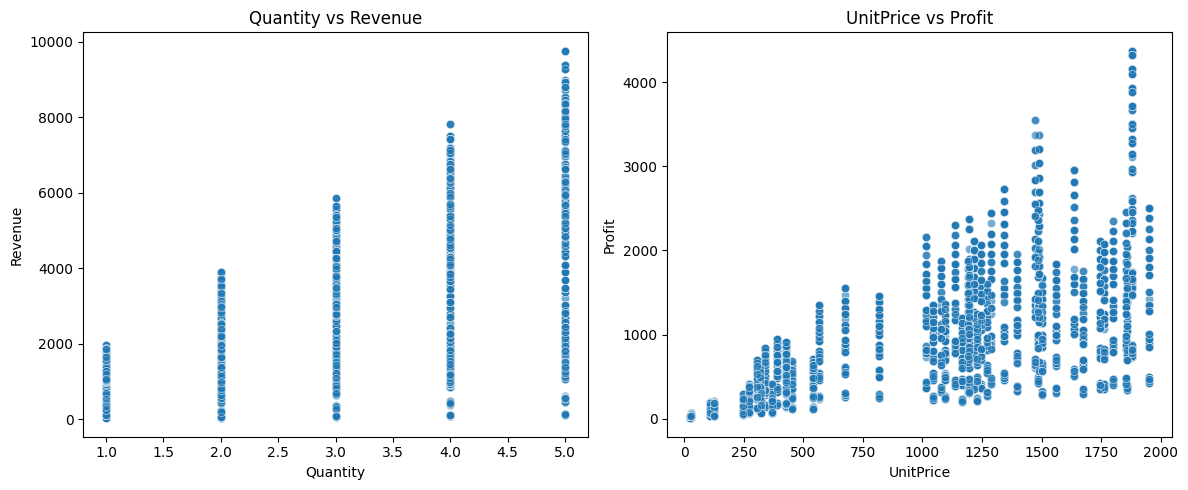 Quantity vs Revenue
UnitPrice vs Profit
10000
8000
6000
4000
2000
0
Revenue
1.0 1.5 2.0 2.5 3.0 3.5 4.0 4.5 5.0
Quantity
4000
3000
2000
1000
0
Profit
0 250 500 750 1000 1250 1500 1750 2000
UnitPrice